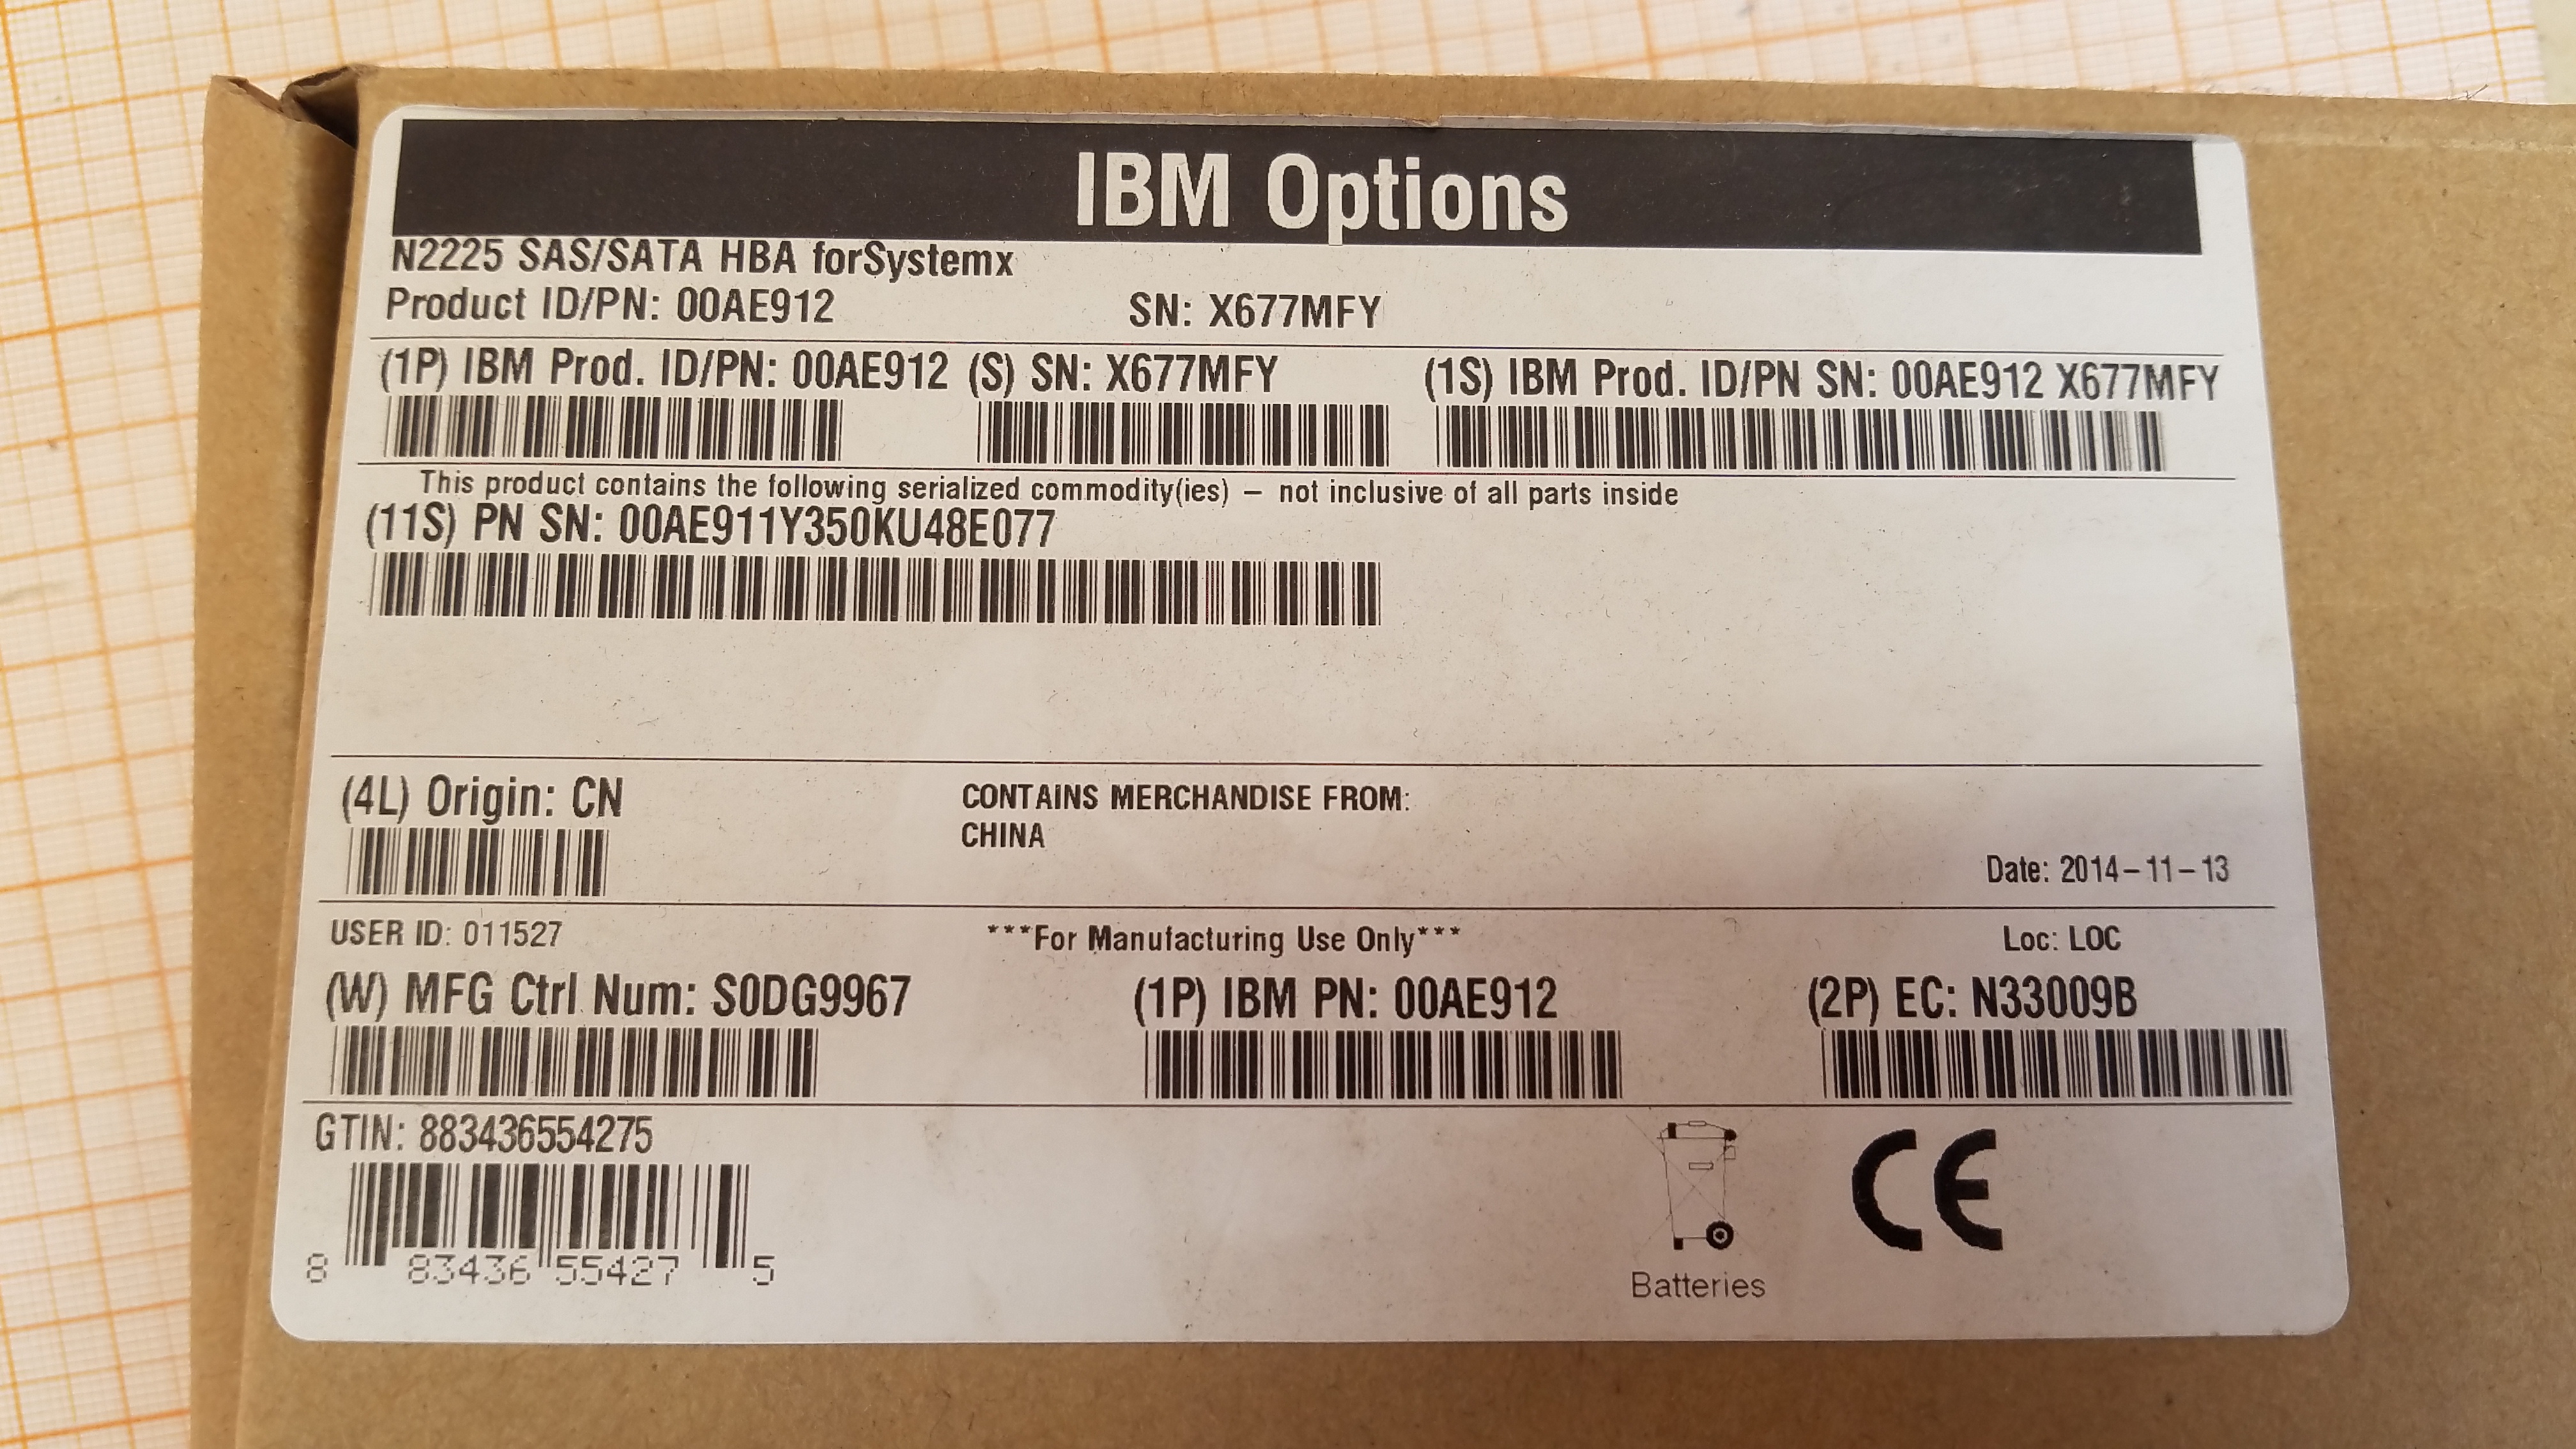 IBM Options
N2225 SAS/SATA HBA forSystemx
Product ID/PN: 00AE912 SN: X677MFY
(1P) IBM Prod. ID/PN: 00AE912 (S) SN: X677MFY (1S) IBM Prod. ID/PN SN: 00AE912 X677MFY
This product contains the following serialized commodity(ies) – not inclusive of all parts inside
(11S) PN SN: 00AE911Y350KU48E077
(4L) Origin: CN
CONTAINS MERCHANDISE FROM:
CHINA
Date: 2014-11-13
USER ID: 011527 ***For Manufacturing Use Only*** Loc: LOC
(W) MFG Ctrl Num: S0DG9967 (1P) IBM PN: 00AE912 (2P) EC: N33009B
GTIN: 883436554275
8 83436 55427 5
CE
Batteries